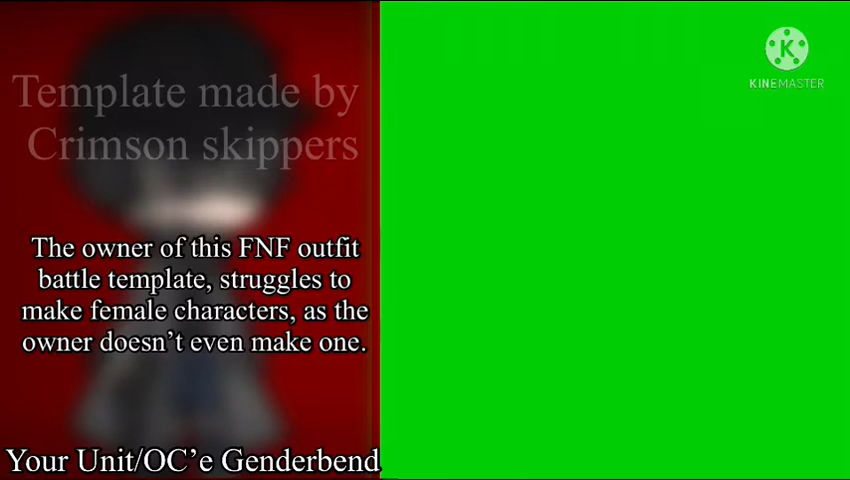 Template made by
Crimson skippers
KINEMASTER
The owner of this FNF outfit
battle template, struggles to
make female characters, as the
owner doesn't even make one.
Your Unit/OC'e Genderbend